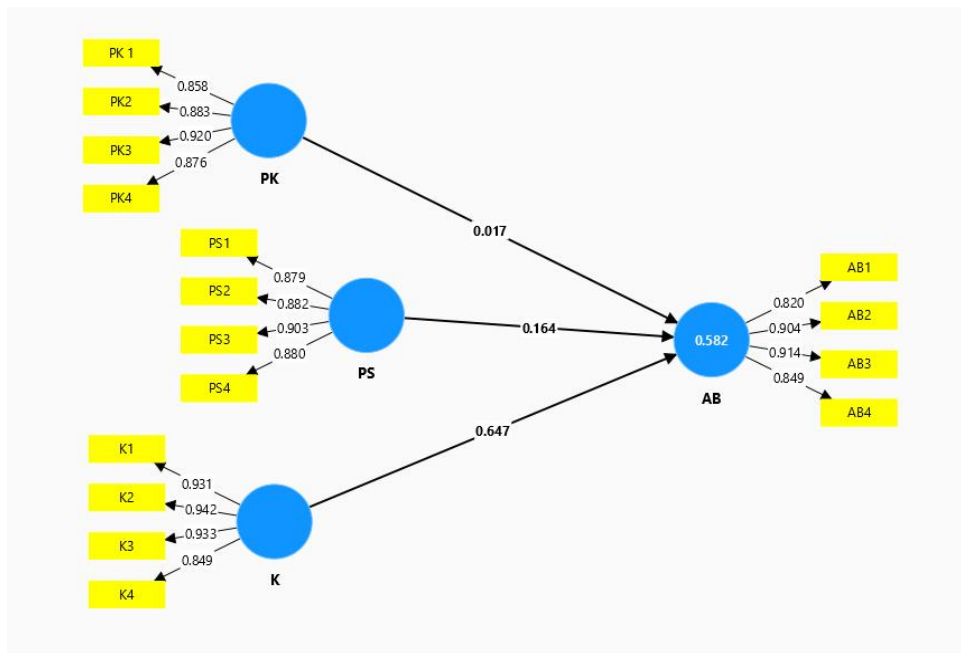 PK 1
0.858
PK2
0.883
PK3
0.920
PK4
0.876
PK
0.017
PS1
0.879
PS2
0.882
PS3
0.903
PS4
0.880
PS
0.164
K1
0.931
K2
0.942
K3
0.933
K4
0.849
K
0.647
0.582
AB
AB1
0.820
AB2
0.904
AB3
0.914
AB4
0.849